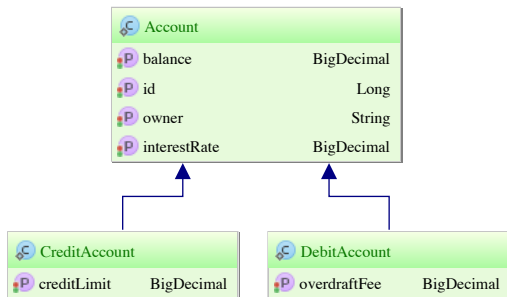 Account
balance BigDecimal
id Long
owner String
interestRate BigDecimal
CreditAccount
creditLimit BigDecimal
DebitAccount
overdraftFee BigDecimal